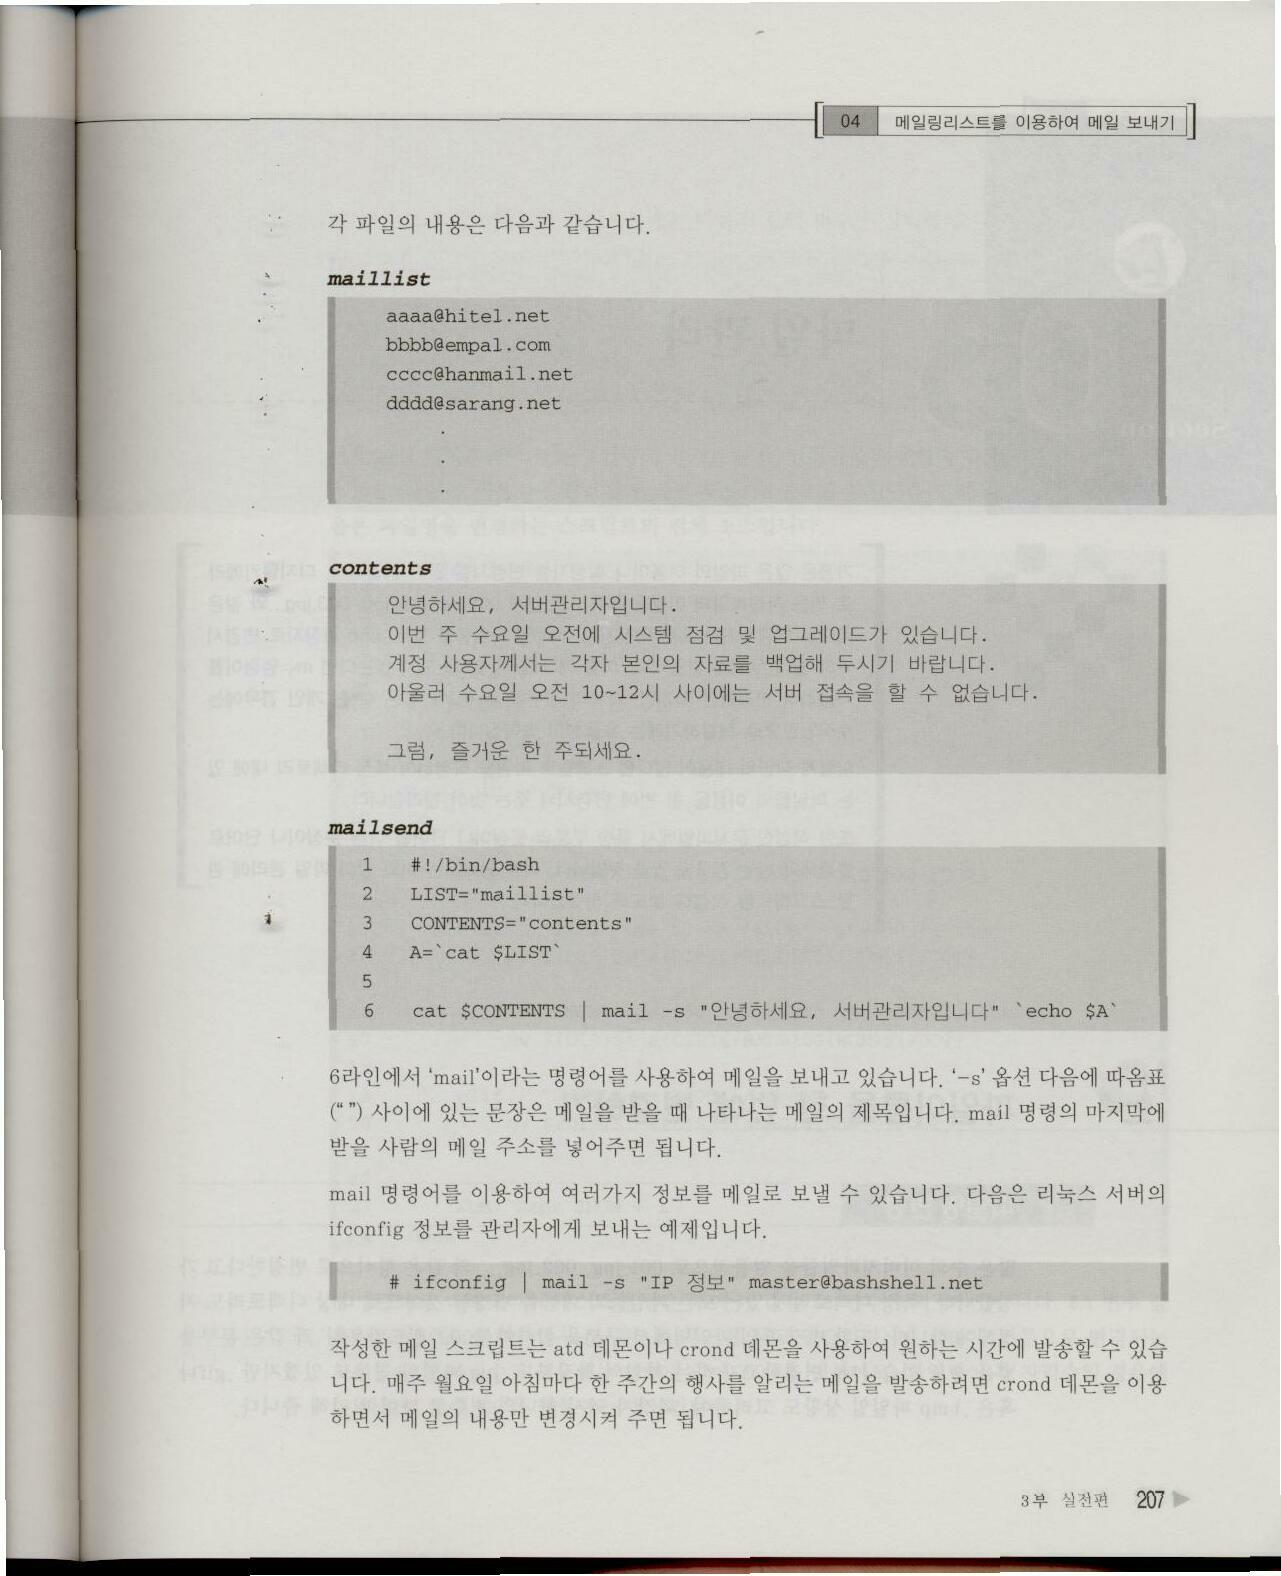 04 메일링리스트를 이용하여 메일 보내기
각 파일의 내용은 다음과 같습니다.
maillist
aaaa@hitel.net
bbbb@empal.com
cccc@hanmail.net
dddd@sarang.net
.
.
.
contents
안녕하세요, 서버관리자입니다.
이번 주 수요일 오전에 시스템 점검 및 업그레이드가 있습니다.
계정 사용자께서는 각자 본인의 자료를 백업해 두시기 바랍니다.
아울러 수요일 오전 10~12시 사이에는 서버 접속을 할 수 없습니다.
그럼, 즐거운 한 주되세요.
mailsend
1 #!/bin/bash
2 LIST="maillist"
3 CONTENTS="contents"
4 A=`cat $LIST`
5
6 cat $CONTENTS | mail -s "안녕하세요, 서버관리자입니다" `echo $A`
6라인에서 ‘mail’이라는 명령어를 사용하여 메일을 보내고 있습니다. ‘-s’ 옵션 다음에 따옴표
(“ ”) 사이에 있는 문장은 메일을 받을 때 나타나는 메일의 제목입니다. mail 명령의 마지막에
받을 사람의 메일 주소를 넣어주면 됩니다.
mail 명령어를 이용하여 여러가지 정보를 메일로 보낼 수 있습니다. 다음은 리눅스 서버의
ifconfig 정보를 관리자에게 보내는 예제입니다.
# ifconfig | mail -s "IP 정보" master@bashshell.net
작성한 메일 스크립트는 atd 데몬이나 crond 데몬을 사용하여 원하는 시간에 발송할 수 있습
니다. 매주 월요일 아침마다 한 주간의 행사를 알리는 메일을 발송하려면 crond 데몬을 이용
하면서 메일의 내용만 변경시켜 주면 됩니다.
3부 실전편 207